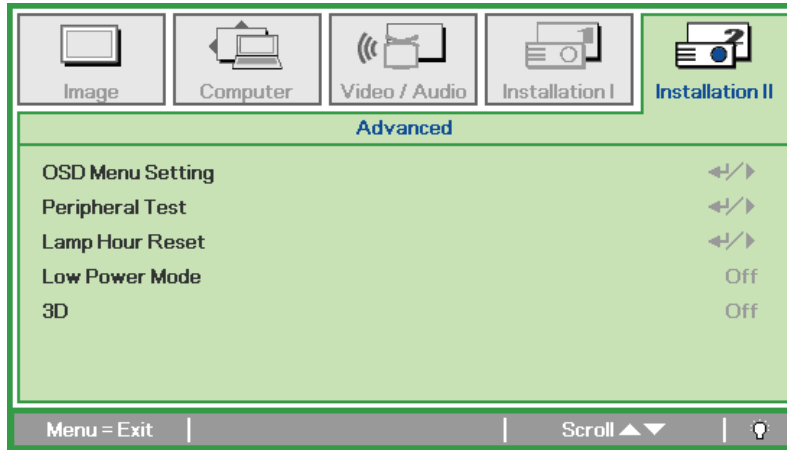 Image Computer Video / Audio Installation I Installation II
Advanced
OSD Menu Setting
Peripheral Test
Lamp Hour Reset
Low Power Mode Off
3D Off
Menu = Exit Scroll